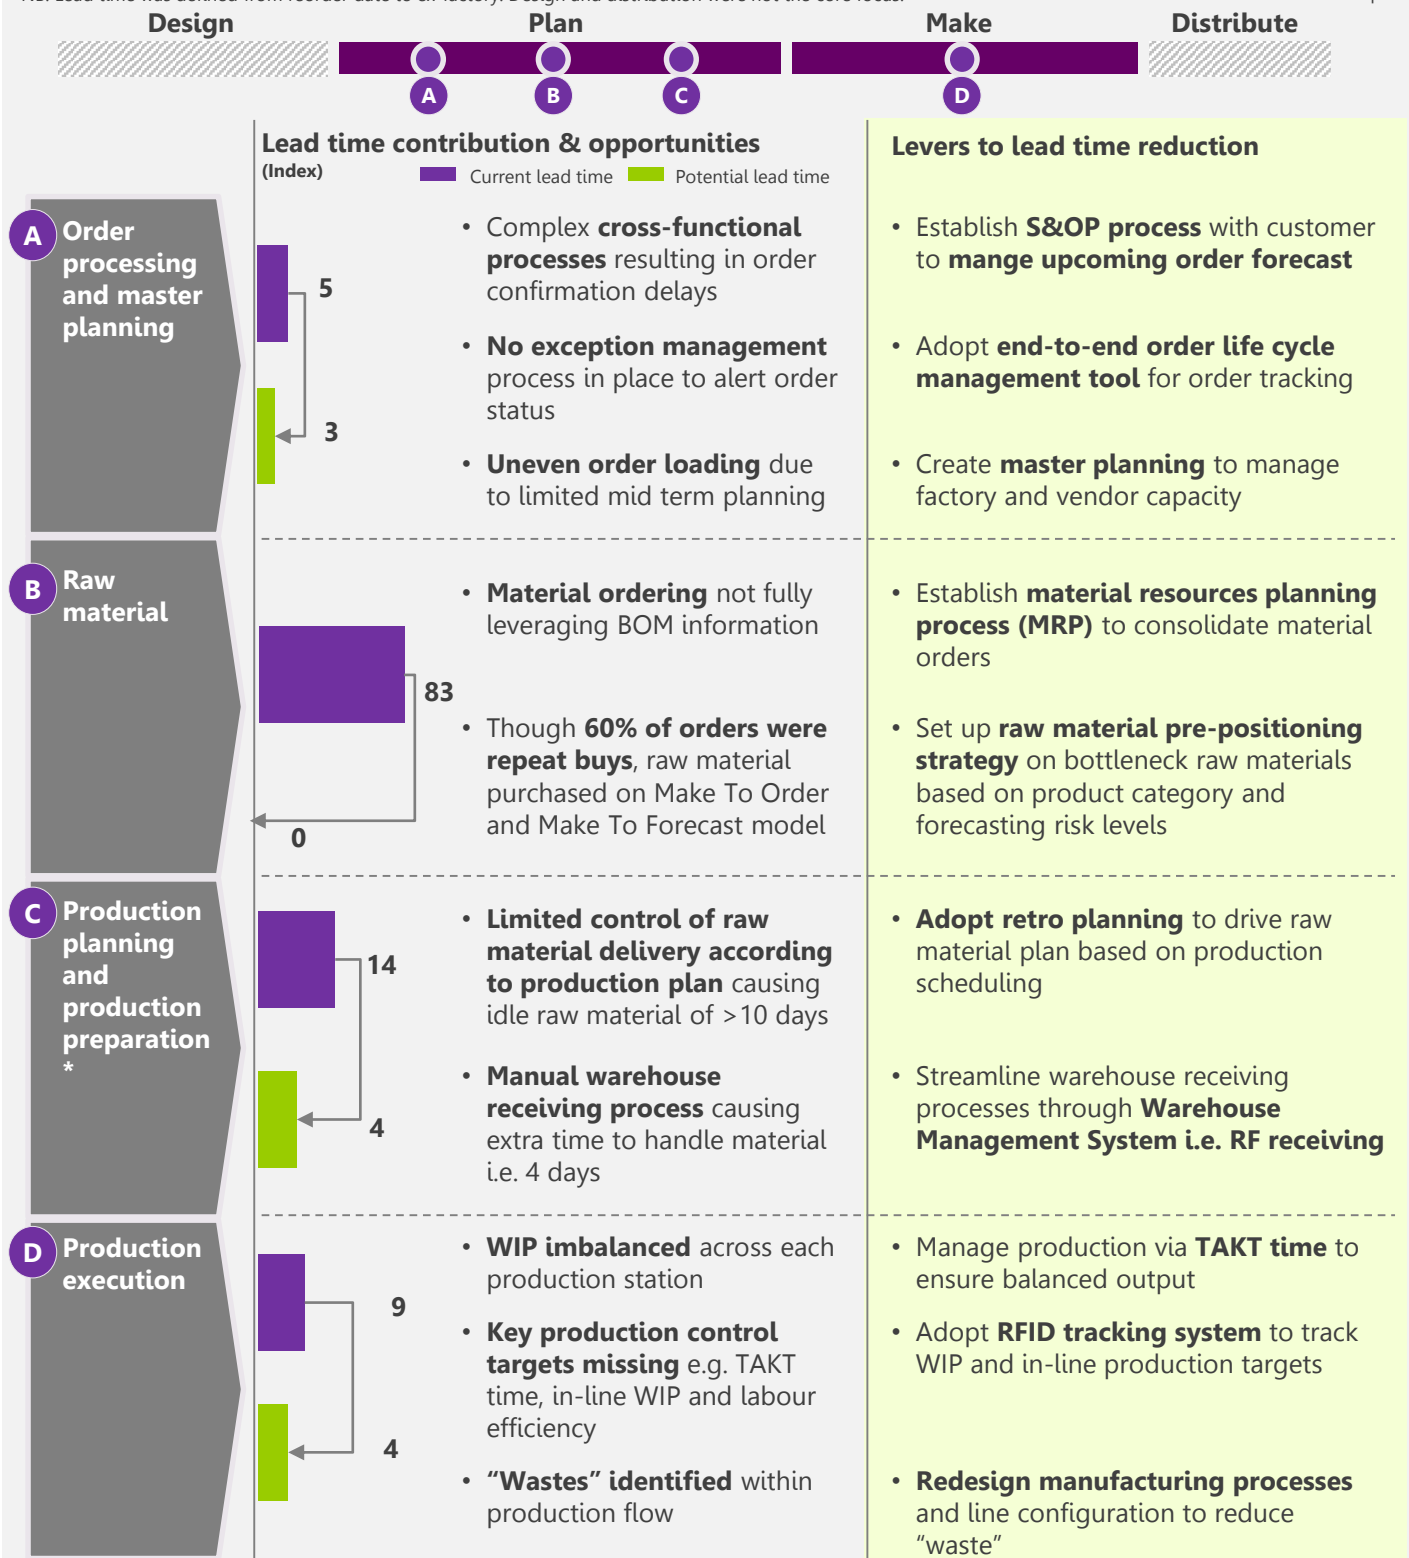 Design
Plan
Make
Distribute
A
B
C
D
Lead time contribution & opportunities
(Index)
Current lead time
Potential lead time
Levers to lead time reduction
A
Order
processing
and master
planning
5
3
• Complex cross-functional
processes resulting in order
confirmation delays
• No exception management
process in place to alert order
status
• Uneven order loading due
to limited mid term planning
• Establish S&OP process with customer
to mange upcoming order forecast
• Adopt end-to-end order life cycle
management tool for order tracking
• Create master planning to manage
factory and vendor capacity
B
Raw
material
83
0
• Material ordering not fully
leveraging BOM information
• Though 60% of orders were
repeat buys, raw material
purchased on Make To Order
and Make To Forecast model
• Establish material resources planning
process (MRP) to consolidate material
orders
• Set up raw material pre-positioning
strategy on bottleneck raw materials
based on product category and
forecasting risk levels
C
Production
planning
and
production
preparation
*
14
4
• Limited control of raw
material delivery according
to production plan causing
idle raw material of >10 days
• Manual warehouse
receiving process causing
extra time to handle material
i.e. 4 days
• Adopt retro planning to drive raw
material plan based on production
scheduling
• Streamline warehouse receiving
processes through Warehouse
Management System i.e. RF receiving
D
Production
execution
9
4
• WIP imbalanced across each
production station
• Key production control
targets missing e.g. TAKT
time, in-line WIP and labour
efficiency
• “Wastes” identified within
production flow
• Manage production via TAKT time to
ensure balanced output
• Adopt RFID tracking system to track
WIP and in-line production targets
• Redesign manufacturing processes
and line configuration to reduce
“waste”